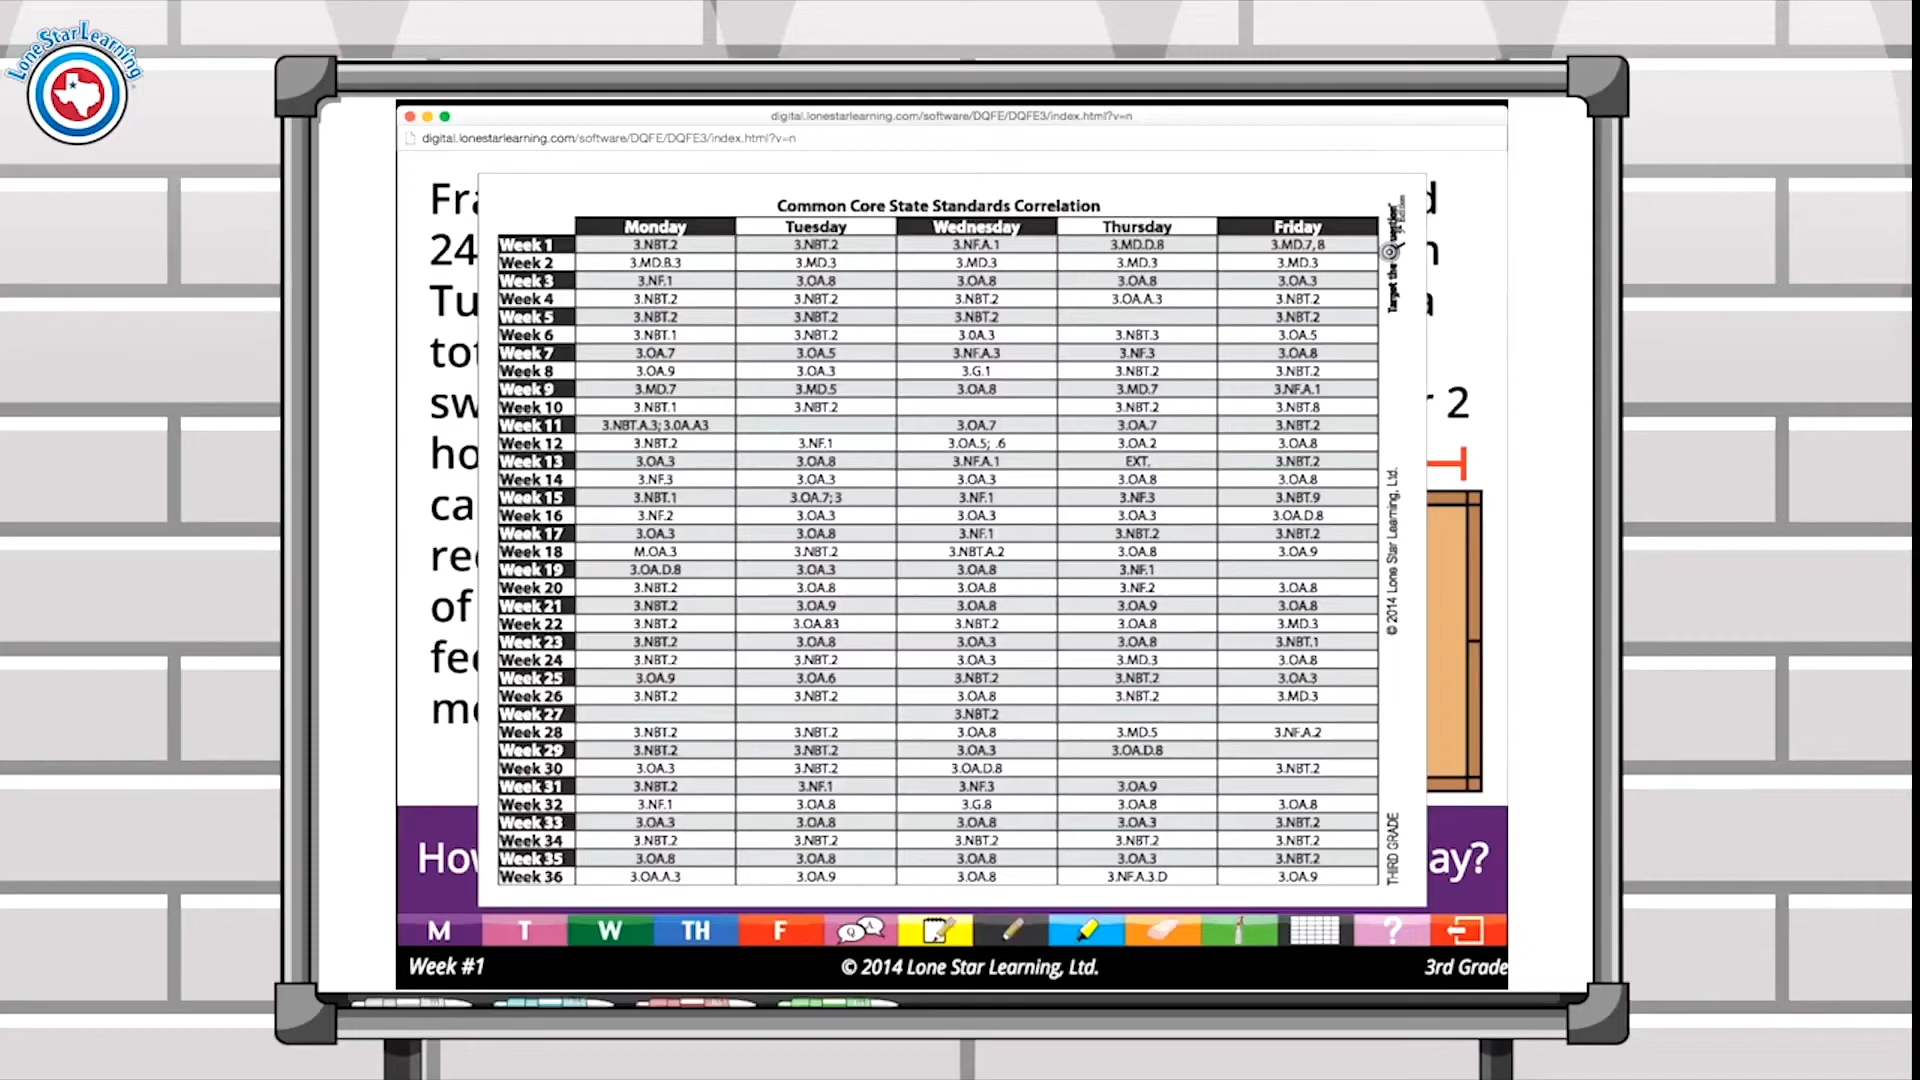 Lone Star Learning
digital.lonestarlearning.com/software/DQFE/DQFE3/index.html?v=n
digital.lonestarlearning.com/software/DQFE/DQFE3/index.html?v=n
Common Core State Standards Correlation
Monday Tuesday Wednesday Thursday Friday
Week 1 3.NBT.2 3.NBT.2 3.NF.A.1 3.MD.D.8 3.MD.7, 8
Week 2 3.MD.B.3 3.MD.3 3.MD.3 3.MD.3 3.MD.3
Week 3 3.NF.1 3.OA.8 3.OA.8 3.OA.8 3.OA.3
Week 4 3.NBT.2 3.NBT.2 3.NBT.2 3.OA.A.3 3.NBT.2
Week 5 3.NBT.2 3.NBT.2 3.NBT.2 3.NBT.2
Week 6 3.NBT.1 3.NBT.2 3.0A.3 3.NBT.3 3.OA.5
Week 7 3.OA.7 3.OA.5 3.NF.A.3 3.NF.3 3.OA.8
Week 8 3.OA.9 3.OA.3 3.G.1 3.NBT.2 3.NBT.2
Week 9 3.MD.7 3.MD.5 3.OA.8 3.MD.7 3.NF.A.1
Week 10 3.NBT.1 3.NBT.2 3.NBT.2 3.NBT.8
Week 11 3.NBT.A.3; 3.0A.A3 3.OA.7 3.OA.7 3.NBT.2
Week 12 3.NBT.2 3.NF.1 3.OA.5; .6 3.OA.2 3.OA.8
Week 13 3.OA.3 3.OA.8 3.NF.A.1 EXT. 3.NBT.2
Week 14 3.NF.3 3.OA.3 3.OA.3 3.OA.8 3.OA.8
Week 15 3.NBT.1 3.OA.7; 3 3.NF.1 3.NF.3 3.NBT.9
Week 16 3.NF.2 3.OA.3 3.OA.3 3.OA.3 3.OA.D.8
Week 17 3.OA.3 3.OA.8 3.NF.1 3.NBT.2 3.NBT.2
Week 18 M.OA.3 3.NBT.2 3.NBT.A.2 3.OA.8 3.OA.9
Week 19 3.OA.D.8 3.OA.3 3.OA.8 3.NF.1
Week 20 3.NBT.2 3.OA.8 3.OA.8 3.NF.2 3.OA.8
Week 21 3.NBT.2 3.OA.9 3.OA.8 3.OA.9 3.OA.8
Week 22 3.NBT.2 3.OA.83 3.NBT.2 3.OA.8 3.MD.3
Week 23 3.NBT.2 3.OA.8 3.OA.3 3.OA.8 3.NBT.1
Week 24 3.NBT.2 3.NBT.2 3.OA.3 3.MD.3 3.OA.8
Week 25 3.OA.9 3.OA.6 3.NBT.2 3.NBT.2 3.OA.3
Week 26 3.NBT.2 3.NBT.2 3.OA.8 3.NBT.2 3.MD.3
Week 27 3.NBT.2
Week 28 3.NBT.2 3.NBT.2 3.OA.8 3.MD.5 3.NF.A.2
Week 29 3.NBT.2 3.NBT.2 3.OA.3 3.OA.D.8
Week 30 3.OA.3 3.NBT.2 3.OA.D.8 3.NBT.2
Week 31 3.NBT.2 3.NF.1 3.NF.3 3.OA.9
Week 32 3.NF.1 3.OA.8 3.G.8 3.OA.8 3.OA.8
Week 33 3.OA.3 3.OA.8 3.OA.8 3.OA.3 3.NBT.2
Week 34 3.NBT.2 3.NBT.2 3.NBT.2 3.NBT.2 3.NBT.2
Week 35 3.OA.8 3.OA.8 3.OA.8 3.OA.3 3.NBT.2
Week 36 3.OA.A.3 3.OA.9 3.OA.8 3.NF.A.3.D 3.OA.9
Target the
© 2014 Lone Star Learning, Ltd.
THIRD GRADE
24
2
of
ay?
M T W TH F Q A ?
Week #1 © 2014 Lone Star Learning, Ltd. 3rd Grade